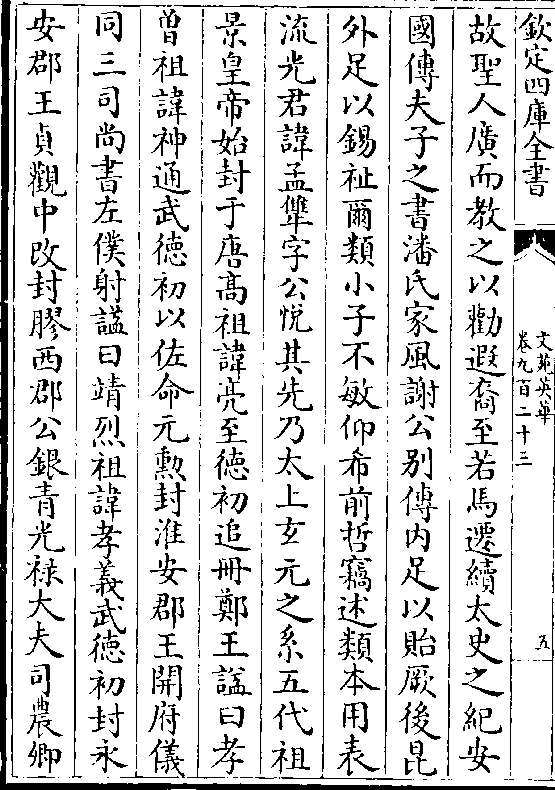 欽定四庫全書
文苑英華
卷九百二十三
五
故聖人廣而教之以勸遐裔至若馬遷續太史之紀安
國傳夫子之書潘氏家風謝公别傳内足以貽厥後昆
外足以錫祉爾類小子不敏仰希前哲竊述類本用表
流光君諱孟犨字公悅其先乃太上玄元之系五代祖
景皇帝始封于唐高祖諱亮至德初追册鄭王諡曰孝
曾祖諱神通武德初以佐命元勲封淮安郡王開府儀
同三司尚書左僕射諡曰靖烈祖諱孝義武徳初封永
安郡王貞觀中改封膠西郡公銀青光禄大夫司農卿